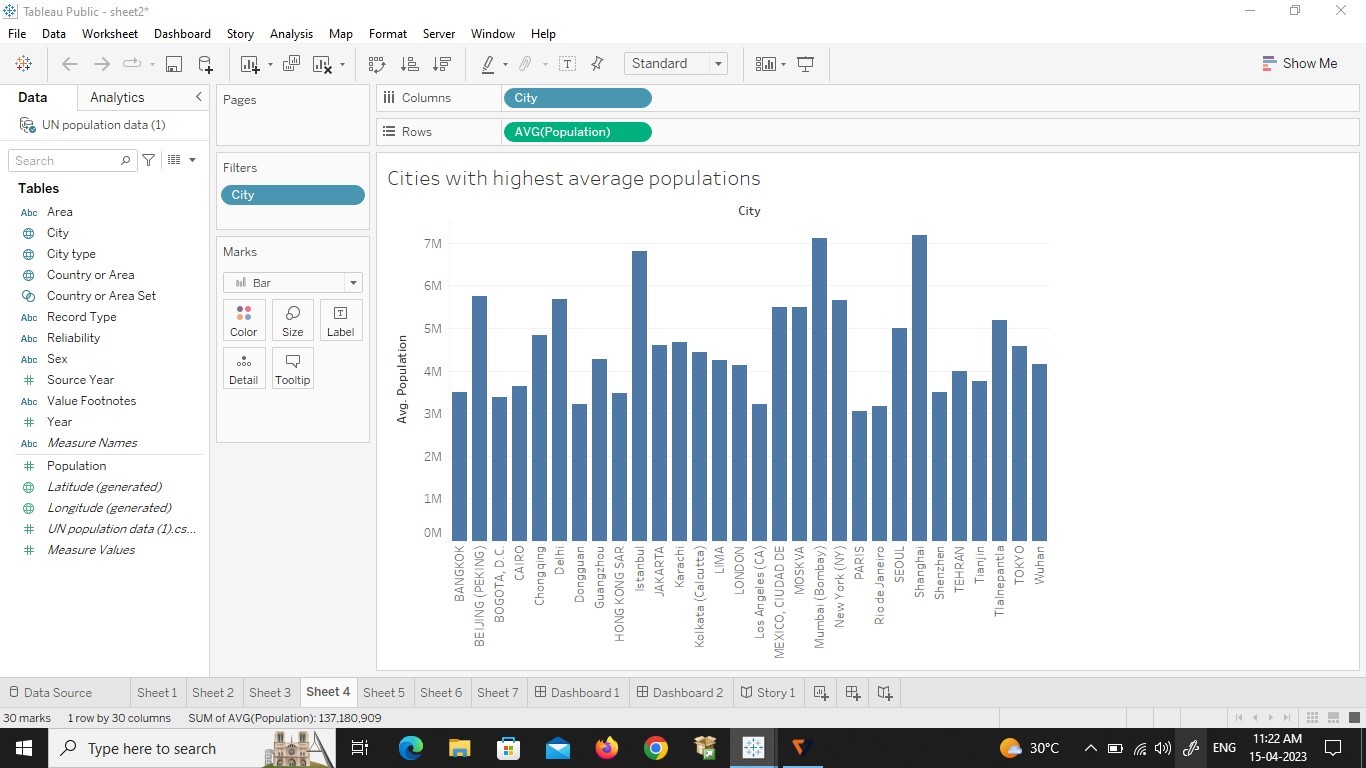 Tableau Public - sheet2*
File Data Worksheet Dashboard Story Analysis Map Format Server Window Help
Standard
Show Me
Data Analytics
UN population data (1)
Search
Tables
Abc Area
City
City type
Country or Area
Country or Area Set
Abc Record Type
Abc Reliability
Abc Sex
# Source Year
Abc Value Footnotes
# Year
Abc Measure Names
# Population
Latitude (generated)
Longitude (generated)
# UN population data (1).cs...
# Measure Values
Pages
Filters
City
Marks
Bar
Color Size Label
T
Detail Tooltip
Columns City
Rows AVG(Population)
Cities with highest average populations
City
Avg. Population
7M
6M
5M
4M
3M
2M
1M
0M
BANGKOK
BEIJING (PEKING)
BOGOTA, D.C.
CAIRO
Chongqing
Delhi
Dongguan
Guangzhou
HONG KONG SAR
Istanbul
JAKARTA
Karachi
Kolkata (Calcutta)
LIMA
LONDON
Los Angeles (CA)
MEXICO, CIUDAD DE
MOSKVA
Mumbai (Bombay)
New York (NY)
PARIS
Rio de Janeiro
SEOUL
Shanghai
Shenzhen
TEHRAN
Tianjin
Tlalnepantla
TOKYO
Wuhan
Data Source Sheet 1 Sheet 2 Sheet 3 Sheet 4 Sheet 5 Sheet 6 Sheet 7 Dashboard 1 Dashboard 2 Story 1
30 marks 1 row by 30 columns SUM of AVG(Population): 137,180,909
Type here to search
30°C
ENG
11:22 AM
15-04-2023